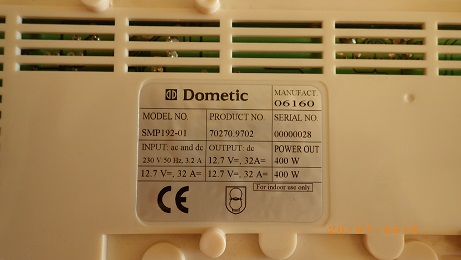 Dometic
MANUFACT.
06160
MODEL NO. PRODUCT NO. SERIAL NO.
SMP192-01 70270.9702 00000028
INPUT: ac and dc OUTPUT: dc POWER OUT
230 V/50 Hz, 3.2 A 12.7 V=, 32A= 400 W
12.7 V=, 32 A= 12.7 V=, 32 A= 400 W
CE
For indoor use only